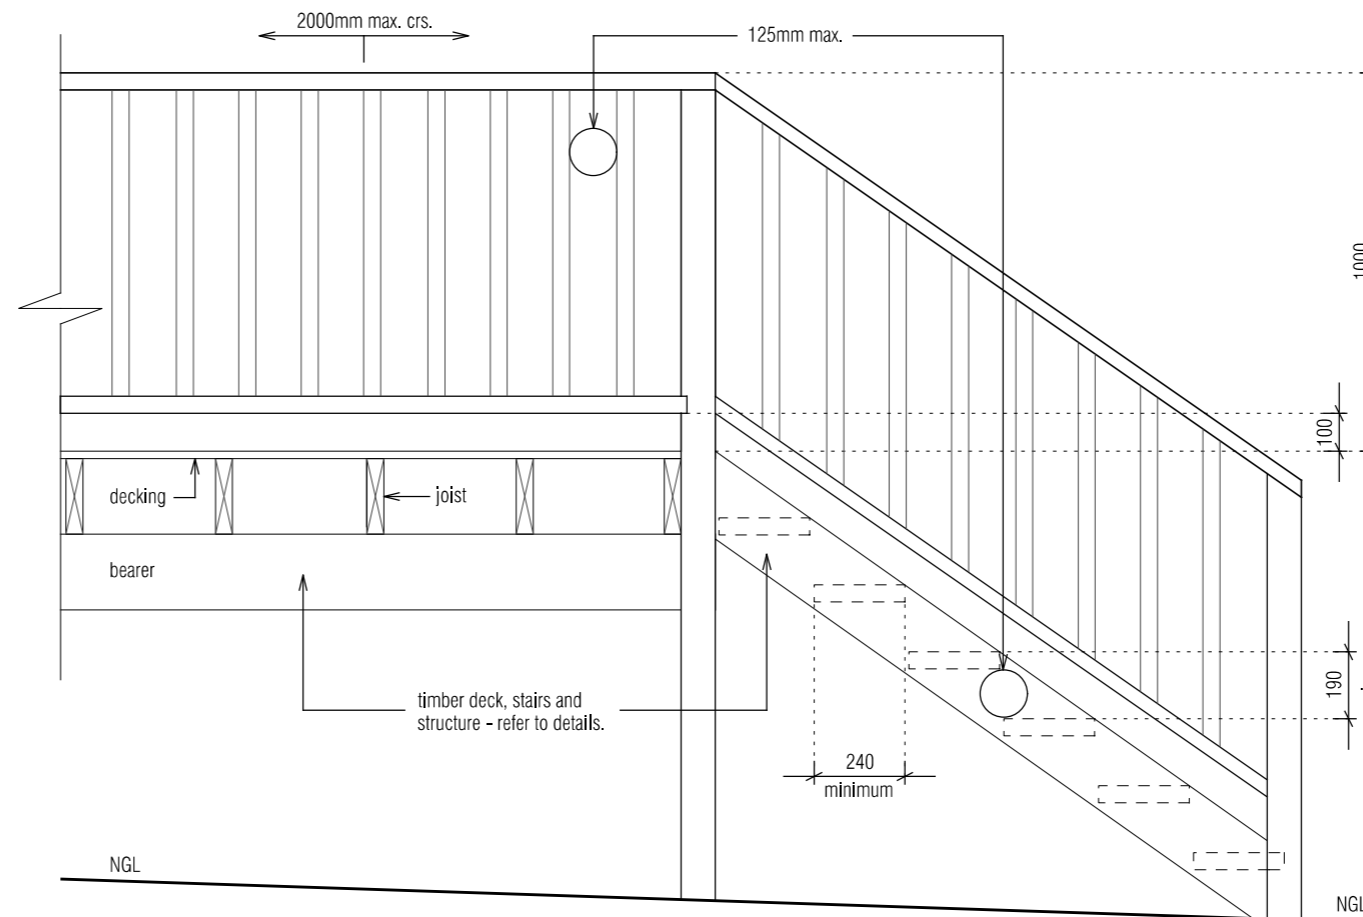 2000mm max. crs.
125mm max.
1000
100
decking
joist
bearer
190
timber deck, stairs and
structure - refer to details.
240
minimum
NGL
NGL